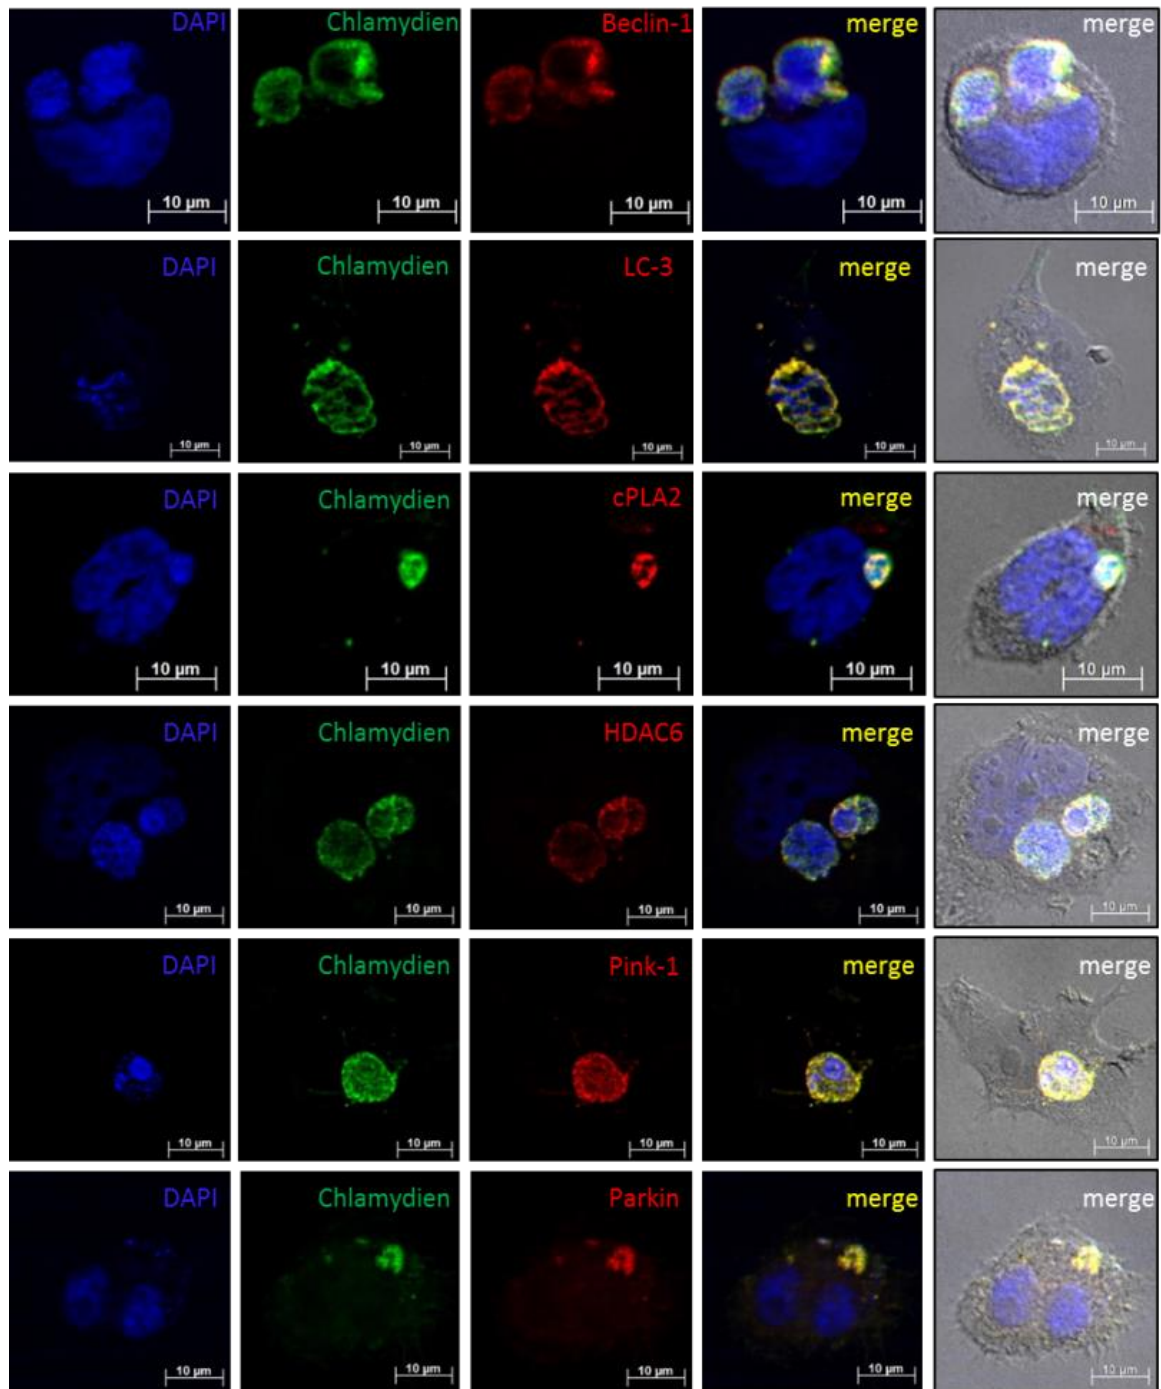 DAPI Chlamydien Beclin-1 merge merge
10 µm 10 µm 10 µm 10 µm 10 µm
DAPI Chlamydien LC-3 merge merge
10 µm 10 µm 10 µm 10 µm 10 µm
DAPI Chlamydien cPLA2 merge merge
10 µm 10 µm 10 µm 10 µm 10 µm
DAPI Chlamydien HDAC6 merge merge
10 µm 10 µm 10 µm 10 µm 10 µm
DAPI Chlamydien Pink-1 merge merge
10 µm 10 µm 10 µm 10 µm 10 µm
DAPI Chlamydien Parkin merge merge
10 µm 10 µm 10 µm 10 µm 10 µm